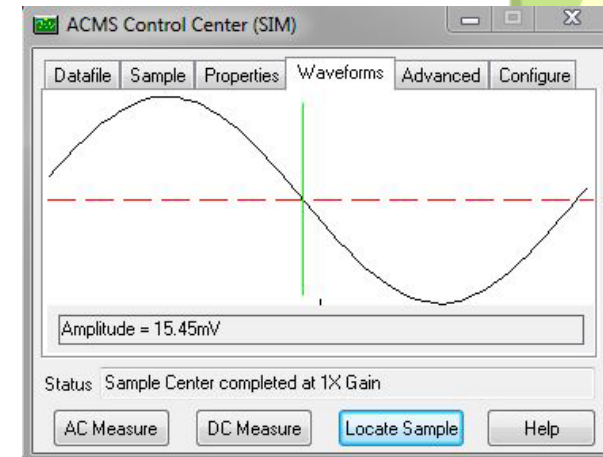 ACMS Control Center (SIM)
Datafile Sample Properties Waveforms Advanced Configure
Amplitude = 15.45mV
Status Sample Center completed at 1X Gain
AC Measure DC Measure Locate Sample Help